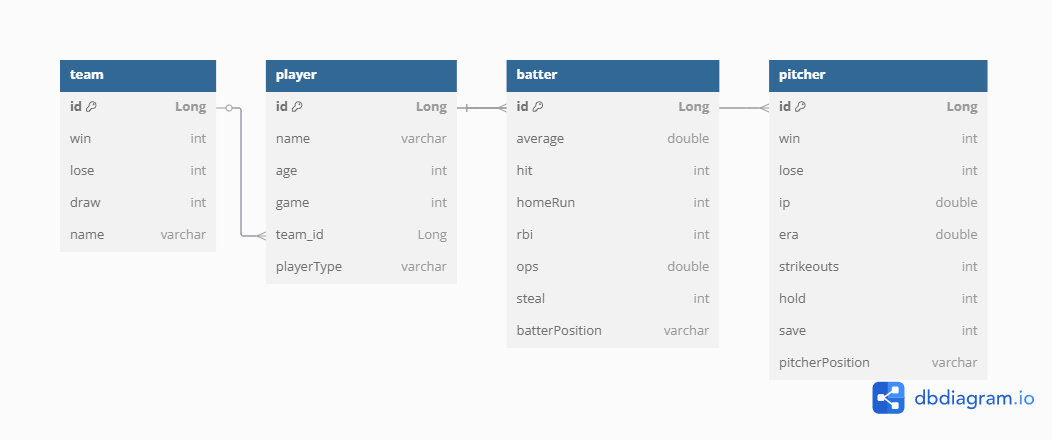 team
id Long
win int
lose int
draw int
name varchar
player
id Long
name varchar
age int
game int
team_id Long
playerType varchar
batter
id Long
average double
hit int
homeRun int
rbi int
ops double
steal int
batterPosition varchar
pitcher
id Long
win int
lose int
ip double
era double
strikeouts int
hold int
save int
pitcherPosition varchar
dbdiagram.io